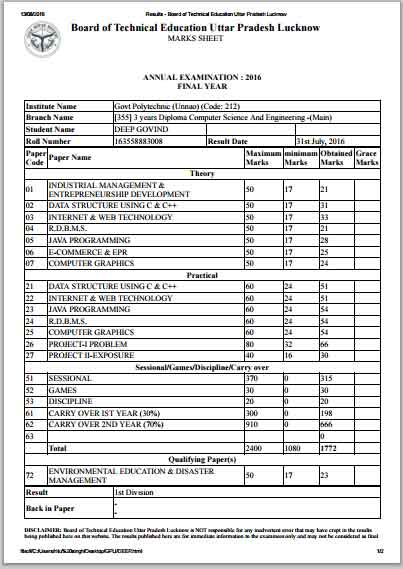 13/08/2016 Results - Board of Technical Education Uttar Pradesh Lucknow
Board of Technical Education Uttar Pradesh Lucknow
MARKS SHEET
ANNUAL EXAMINATION : 2016
FINAL YEAR
Institute Name Govt Polytechnic (Unnao) (Code: 212)
Branch Name [355] 3 years Diploma Computer Science And Engineering -(Main)
Student Name DEEP GOVIND
Roll Number 163558883008 Result Date 31st July, 2016
Paper Code Paper Name Maximum Marks minimum Marks Obtained Marks Grace Marks
Theory
01 INDUSTRIAL MANAGEMENT & ENTREPRENEURSHIP DEVELOPMENT 50 17 21
02 DATA STRUCTURE USING C & C++ 50 17 31
03 INTERNET & WEB TECHNOLOGY 50 17 33
04 R.D.B.M.S. 50 17 21
05 JAVA PROGRAMMING 50 17 28
06 E-COMMERCE & EPR 50 17 25
07 COMPUTER GRAPHICS 50 17 24
Practical
21 DATA STRUCTURE USING C & C++ 60 24 51
22 INTERNET & WEB TECHNOLOGY 60 24 51
23 JAVA PROGRAMMING 60 24 54
24 R.D.B.M.S. 60 24 54
25 COMPUTER GRAPHICS 60 24 54
26 PROJECT-I PROBLEM 80 32 66
27 PROJECT II-EXPOSURE 40 16 30
Sessional/Games/Discipline/Carry over
51 SESSIONAL 370 0 315
52 GAMES 30 0 30
53 DISCIPLINE 20 0 20
61 CARRY OVER 1ST YEAR (30%) 300 0 198
62 CARRY OVER 2ND YEAR (70%) 910 0 666
63 0
Total 2400 1080 1772
Qualifying Paper(s)
72 ENVIRONMENTAL EDUCATION & DISASTER MANAGEMENT 50 17 23
Result 1st Division
Back in Paper -
-
DISCLAIMER: Board of Technical Education Uttar Pradesh Lucknow is NOT responsible for any inadvertent error that may have crept in the results
being published here on this website. The results published here are for immediate information to the examinees only and may not be considered as final
1/2